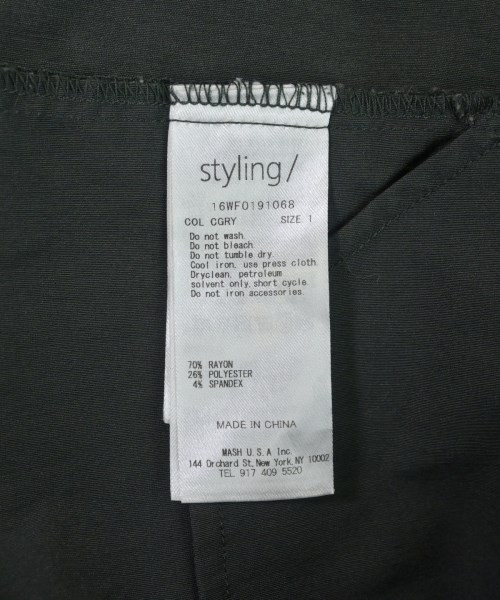 styling/
16WF0191068
COL CGRY SIZE 1
Do not wash.
Do not bleach.
Do not tumble dry.
Cool iron, use press cloth.
Dryclean, petroleum
solvent only, short cycle.
Do not iron accessories.
70% RAYON
26% POLYESTER
4% SPANDEX
MADE IN CHINA
MASH U.S.A Inc.
144 Orchard St, New York, NY 10002
TEL 917 409 5520